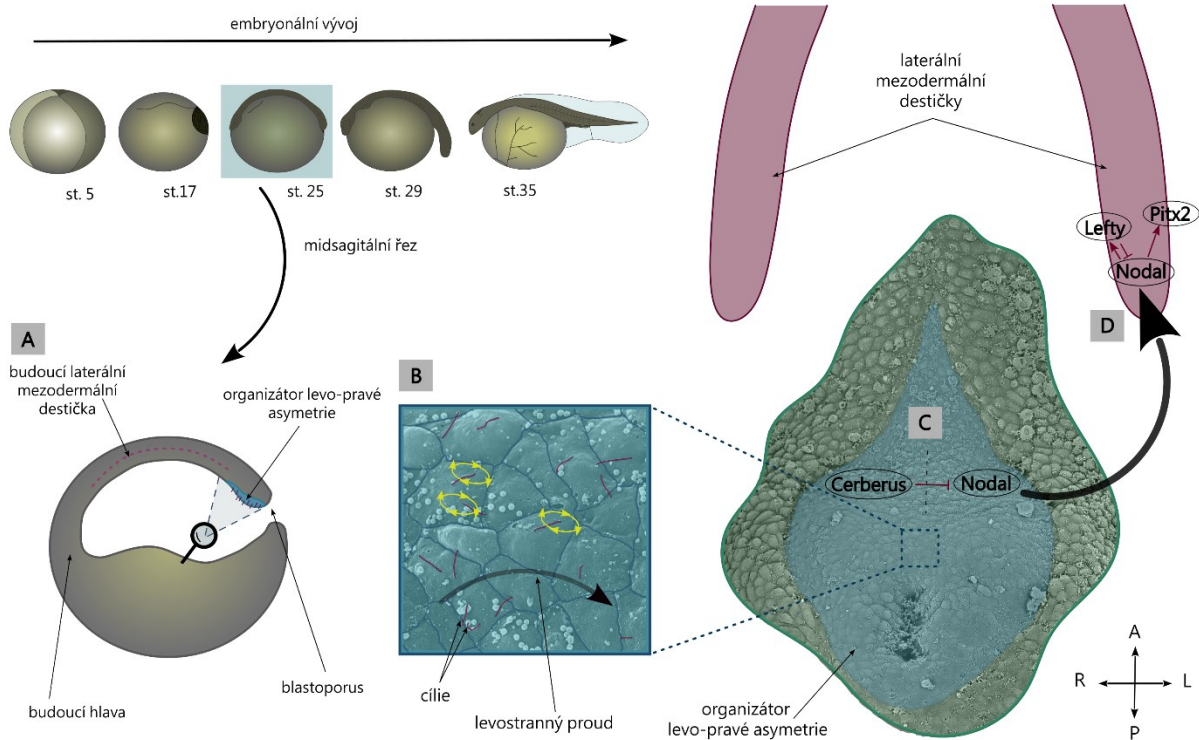 embryonální vývoj
st. 5
st.17
st. 25
st. 29
st.35
midsagitální řez
A
budoucí laterální
mezodermální
destička
organizátor levo-pravé
asymetrie
budoucí hlava
blastoporus
B
cílie
levostranný proud
laterální
mezodermální
destičky
Lefty
Pitx2
Nodal
D
C
Cerberus
Nodal
organizátor
levo-pravé asymetrie
A
R
L
P